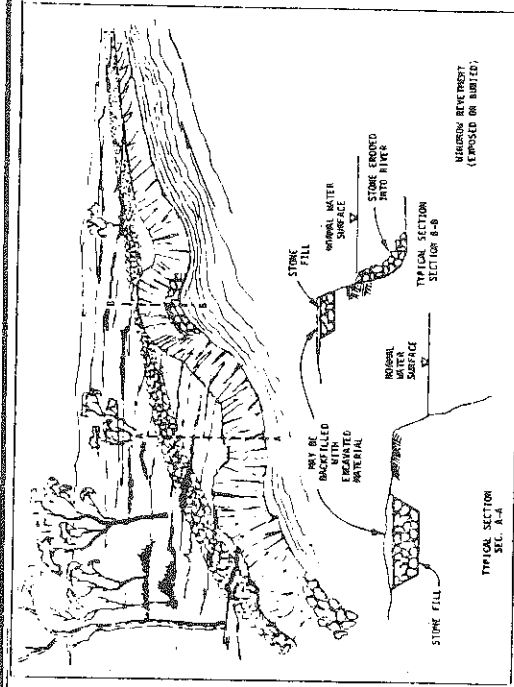 B
B
A
A
MAY BE
BACKFILLED
WITH
EXCAVATED
MATERIAL
STONE
FILL
NORMAL WATER
SURFACE
STONE ERODED
INTO RIVER
TYPICAL SECTION
SECTION B-B
NORMAL
WATER
SURFACE
STONE FILL
TYPICAL SECTION
SEC. A-A
WINDROW REVETMENT
(EXPOSED OR BURIED)